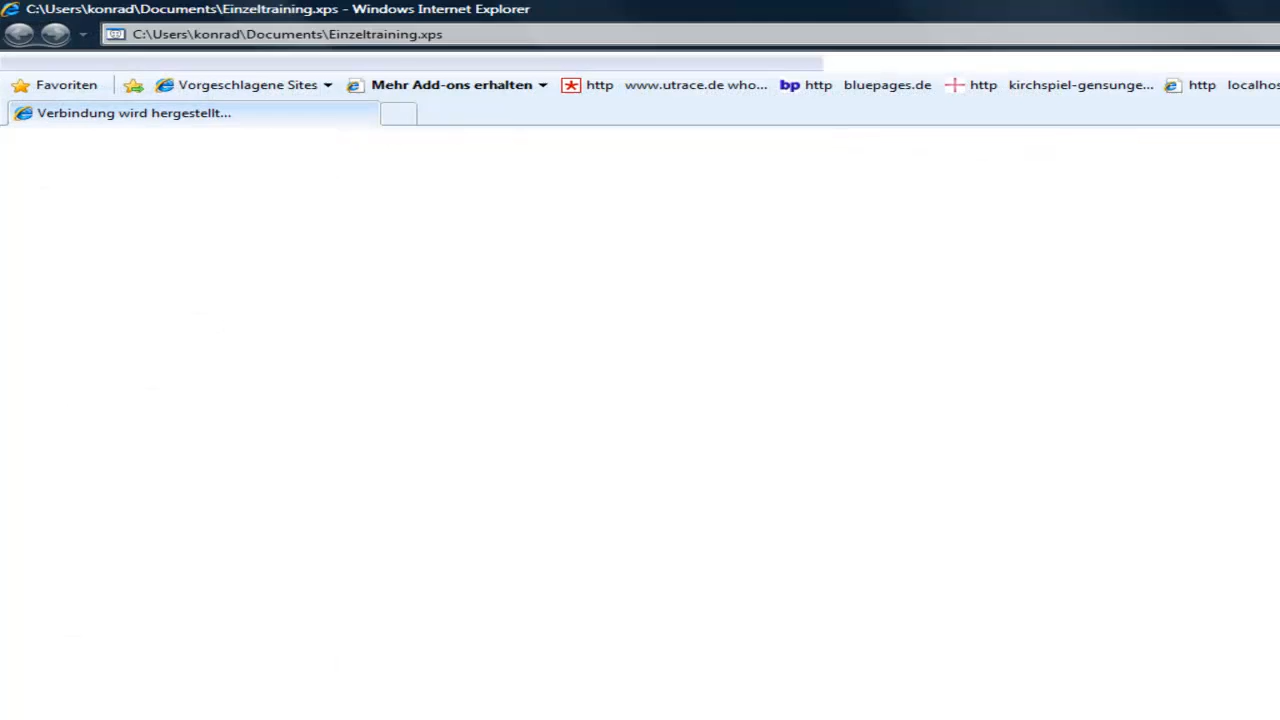 C:\Users\konrad\Documents\Einzeltraining.xps - Windows Internet Explorer
C:\Users\konrad\Documents\Einzeltraining.xps
Favoriten Vorgeschlagene Sites Mehr Add-ons erhalten http www.utrace.de who... bp http bluepages.de http kirchspiel-gensunge... http localhos
Verbindung wird hergestellt...